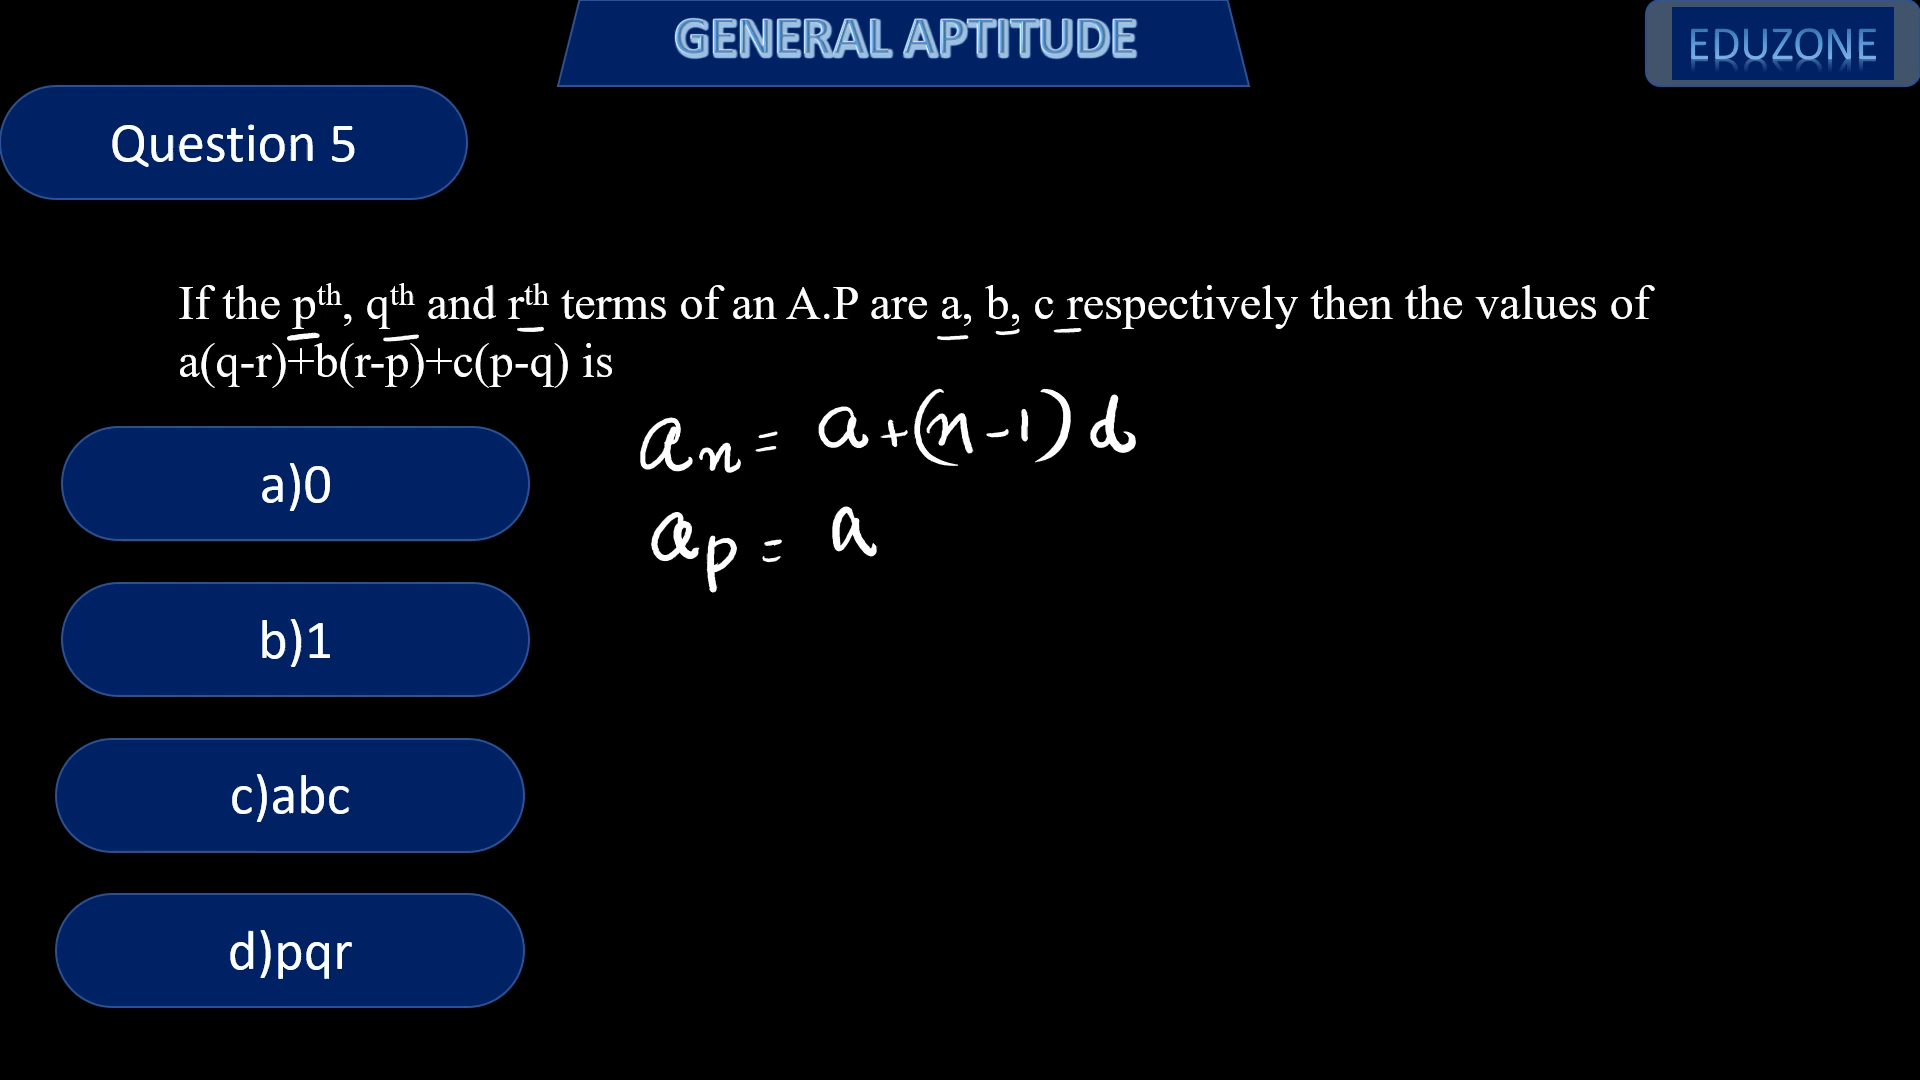 GENERAL APTITUDE
EDUZONE
Question 5
If the pᵗʰ, qᵗʰ and rᵗʰ terms of an A.P are a, b, c respectively then the values of
a(q-r)+b(r-p)+c(p-q) is
aₙ = a+(n-1)d
aₚ = a
a)0
b)1
c)abc
d)pqr